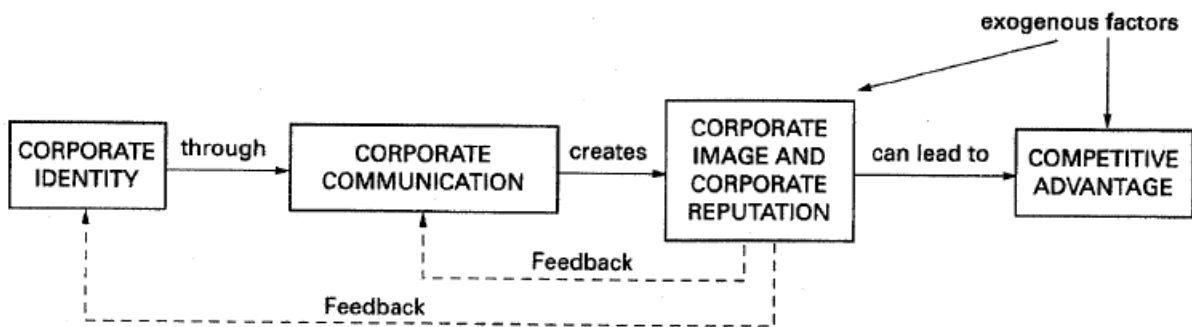 exogenous factors
CORPORATE
IDENTITY
through
CORPORATE
COMMUNICATION
creates
CORPORATE
IMAGE AND
CORPORATE
REPUTATION
can lead to
COMPETITIVE
ADVANTAGE
Feedback
Feedback